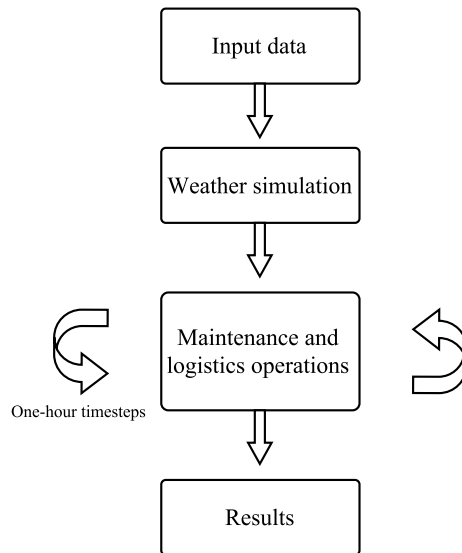 Input data
Weather simulation
Maintenance and
logistics operations
One-hour timesteps
Results